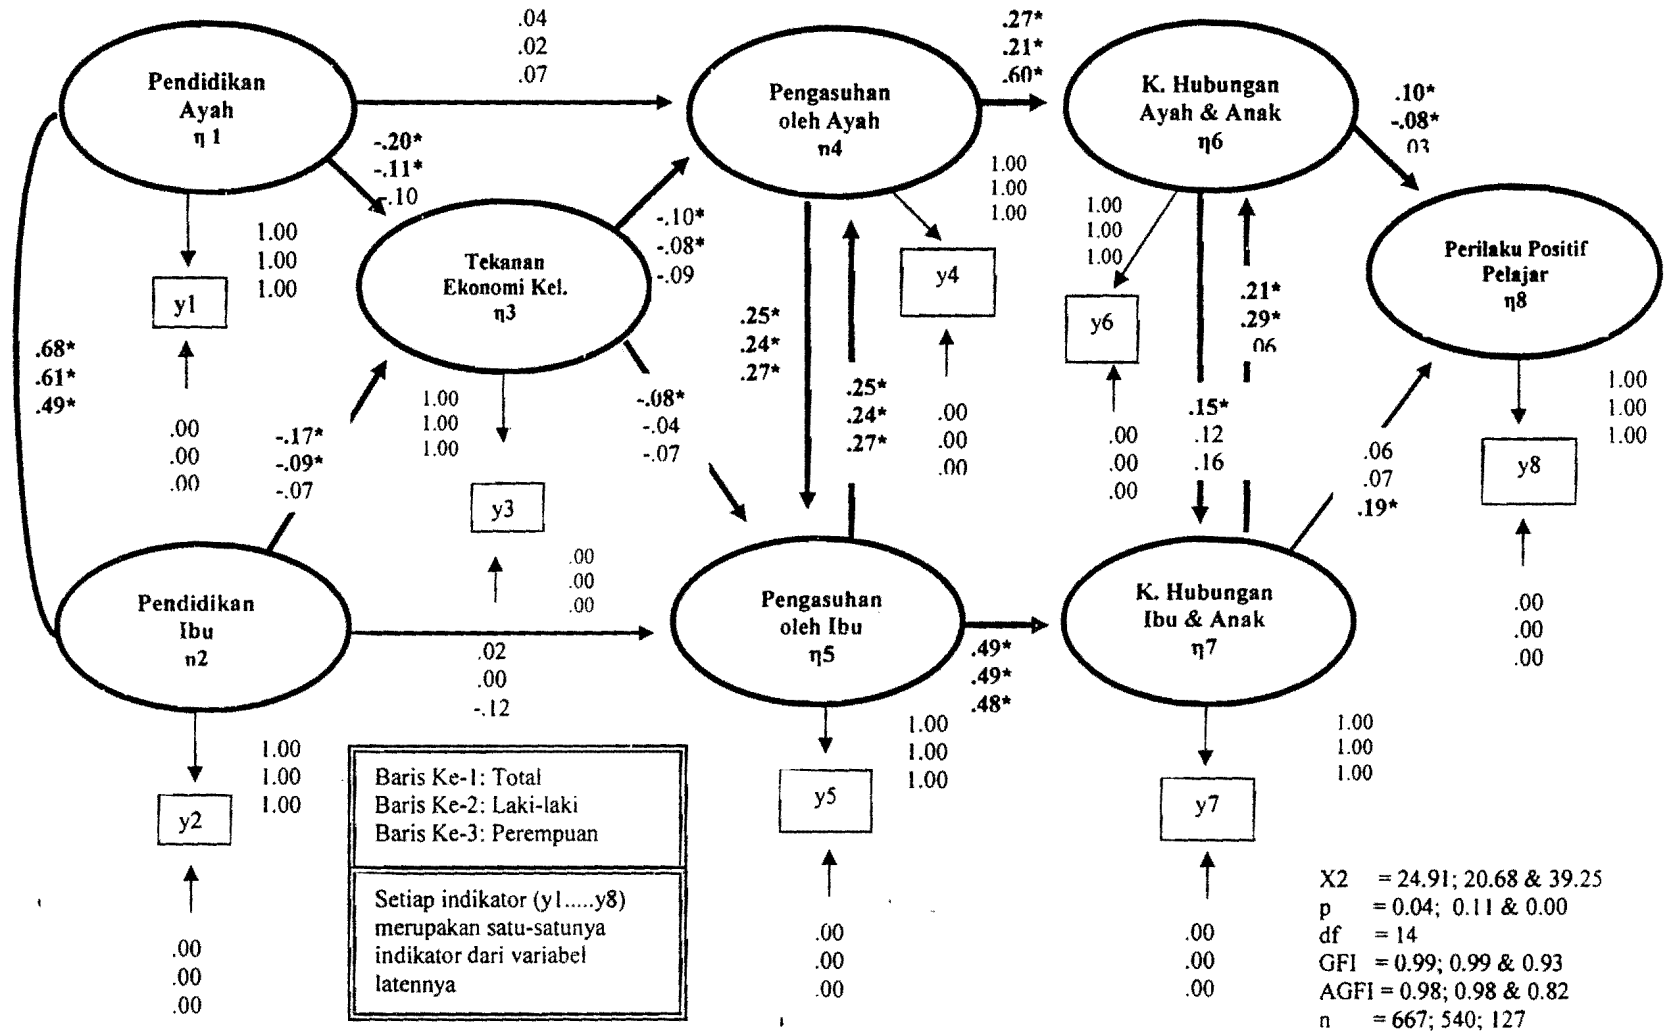 .04
.02
.07
.27*
.21*
.60*
Pendidikan
Ayah
η 1
Pengasuhan
oleh Ayah
n4
K. Hubungan
Ayah & Anak
η6
.10*
-.08*
.03
-.20*
-.11*
-.10
1.00
1.00
1.00
-.10*
-.08*
-.09
1.00
1.00
1.00
1.00
1.00
1.00
Tekanan
Ekonomi Kel.
η3
Perilaku Positif
Pelajar
η8
y1
y4
y6
.21*
.29*
.06
.25*
.24*
.27*
.68*
.61*
.49*
1.00
1.00
1.00
-.08*
-.04
-.07
.25*
.24*
.27*
.00
.00
.00
.15*
.12
.16
1.00
1.00
1.00
.00
.00
.00
-.17*
-.09*
-.07
.00
.00
.00
.06
.07
.19*
y8
y3
.00
.00
.00
Pendidikan
Ibu
n2
Pengasuhan
oleh Ibu
η5
K. Hubungan
Ibu & Anak
η7
.00
.00
.00
.02
.00
-.12
.49*
.49*
.48*
1.00
1.00
1.00
1.00
1.00
1.00
1.00
1.00
1.00
y2
y5
y7
Baris Ke-1: Total
Baris Ke-2: Laki-laki
Baris Ke-3: Perempuan
Setiap indikator (y1.....y8)
merupakan satu-satunya
indikator dari variabel
latennya
.00
.00
.00
.00
.00
.00
.00
.00
.00
X2 = 24.91; 20.68 & 39.25
p = 0.04; 0.11 & 0.00
df = 14
GFI = 0.99; 0.99 & 0.93
AGFI = 0.98; 0.98 & 0.82
n = 667; 540; 127